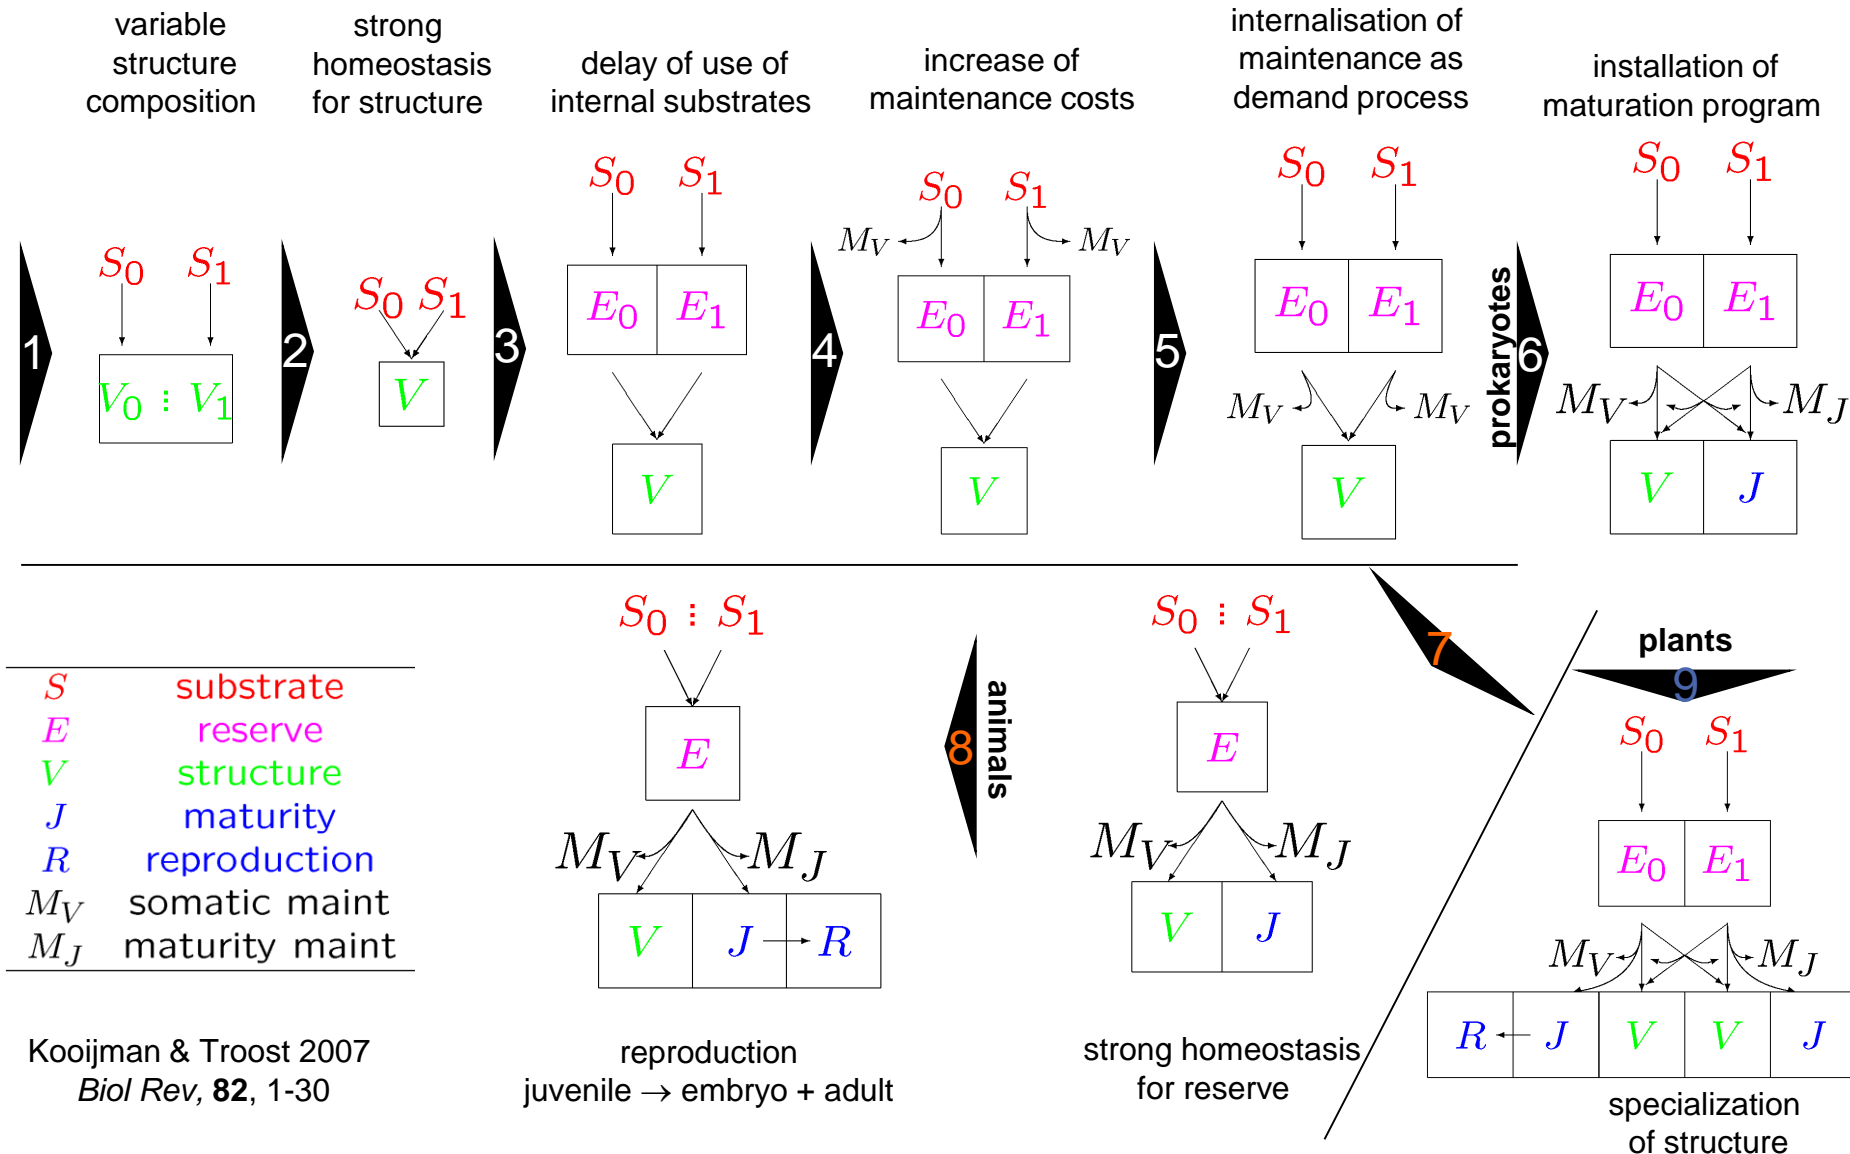 variable
structure
composition
strong
homeostasis
for structure
delay of use of
internal substrates
increase of
maintenance costs
internalisation of
maintenance as
demand process
installation of
maturation program
1
S0 S1
V0 ⋮ V1
2
S0 S1
V
3
S0 S1
E0 E1
V
4
S0 S1
MV MV
E0 E1
V
5
S0 S1
E0 E1
MV MV
V
prokaryotes
6
S0 S1
E0 E1
MV MJ
V J
7
S0 ⋮ S1
E
MV MJ
V J
strong homeostasis
for reserve
animals
8
S0 ⋮ S1
E
MV MJ
V J R
reproduction
juvenile → embryo + adult
plants
9
S0 S1
E0 E1
MV MJ
R J V V J
specialization
of structure
S substrate
E reserve
V structure
J maturity
R reproduction
MV somatic maint
MJ maturity maint
Kooijman & Troost 2007
Biol Rev, 82, 1-30